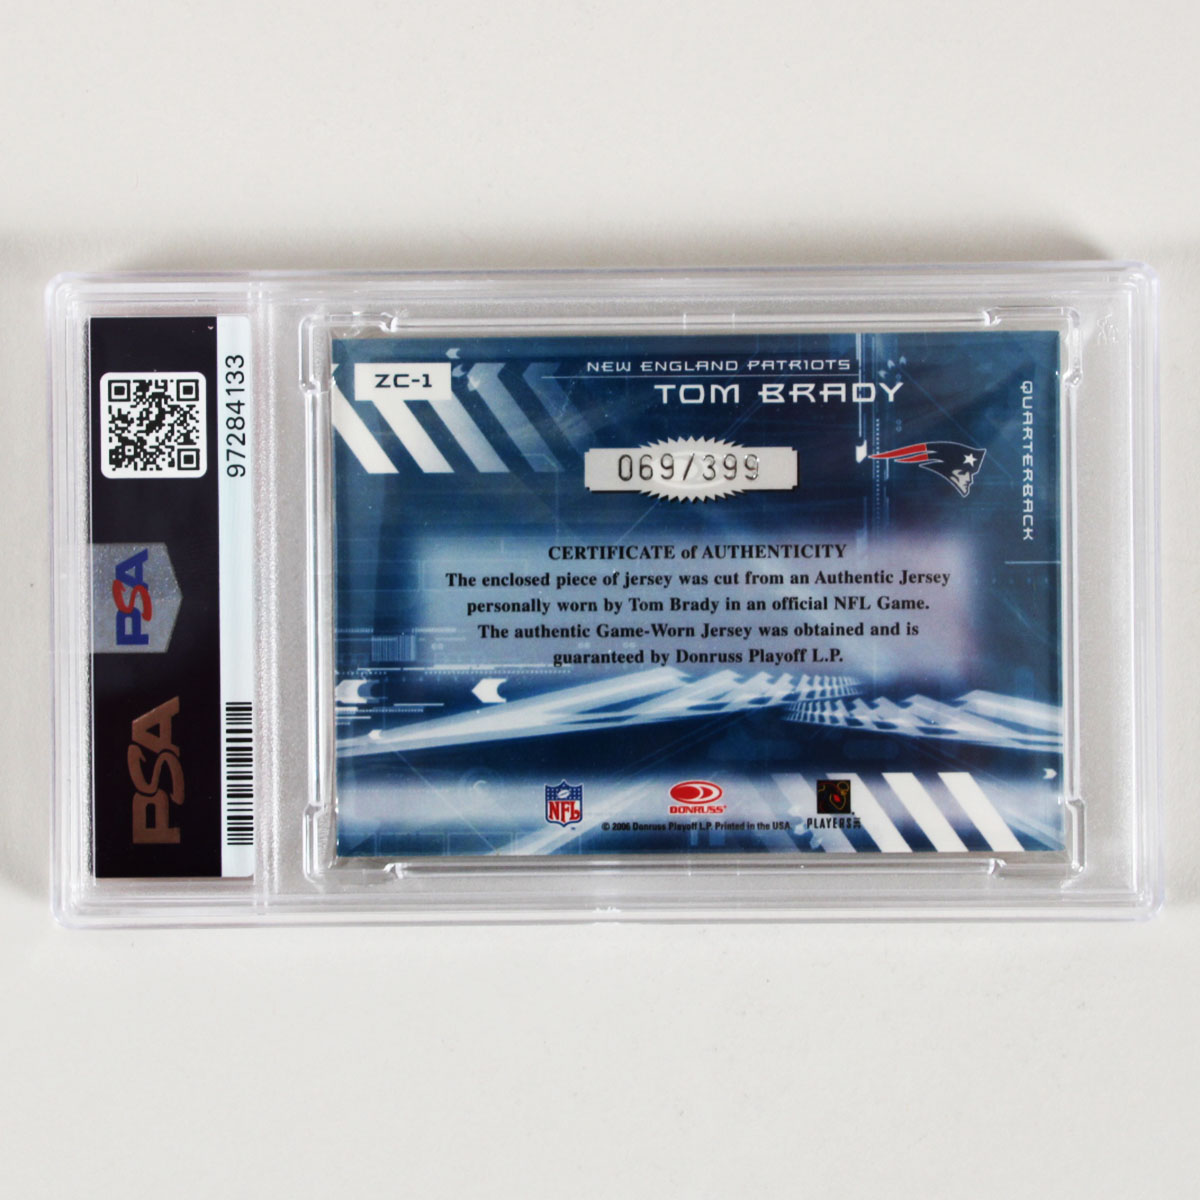 97284133
PSA
PSA
ZC-1
NEW ENGLAND PATRIOTS
TOM BRADY
QUARTERBACK
069/399
CERTIFICATE of AUTHENTICITY
The enclosed piece of jersey was cut from an Authentic Jersey
personally worn by Tom Brady in an official NFL Game.
The authentic Game-Worn Jersey was obtained and is
guaranteed by Donruss Playoff L.P.
NFL
DONRUSS
PLAYERS INC
© 2006 Donruss Playoff L.P. Printed in the USA